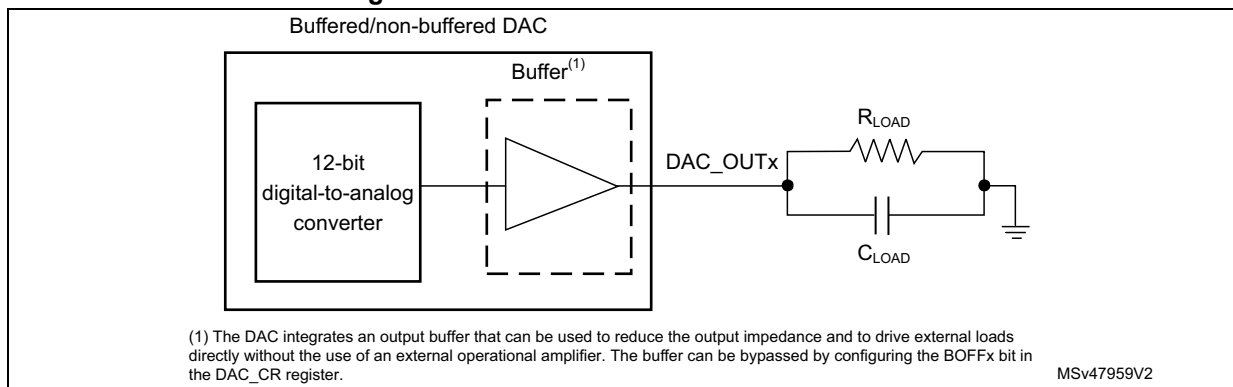 Buffered/non-buffered DAC
Buffer(1)
12-bit
digital-to-analog
converter
DAC_OUTx
RLOAD
CLOAD
(1) The DAC integrates an output buffer that can be used to reduce the output impedance and to drive external loads
directly without the use of an external operational amplifier. The buffer can be bypassed by configuring the BOFFx bit in
the DAC_CR register.
MSv47959V2